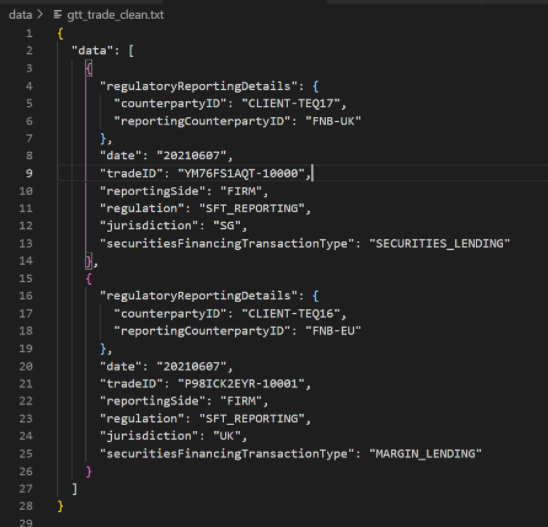 data > gtt_trade_clean.txt
1 {
2 "data": [
3 {
4 "regulatoryReportingDetails": {
5 "counterpartyID": "CLIENT-TEQ17",
6 "reportingCounterpartyID": "FNB-UK"
7 },
8 "date": "20210607",
9 "tradeID": "YM76FS1AQT-10000",
10 "reportingSide": "FIRM",
11 "regulation": "SFT_REPORTING",
12 "jurisdiction": "SG",
13 "securitiesFinancingTransactionType": "SECURITIES_LENDING"
14 },
15 {
16 "regulatoryReportingDetails": {
17 "counterpartyID": "CLIENT-TEQ16",
18 "reportingCounterpartyID": "FNB-EU"
19 },
20 "date": "20210607",
21 "tradeID": "P98ICK2EYR-10001",
22 "reportingSide": "FIRM",
23 "regulation": "SFT_REPORTING",
24 "jurisdiction": "UK",
25 "securitiesFinancingTransactionType": "MARGIN_LENDING"
26 }
27 ]
28 }
29